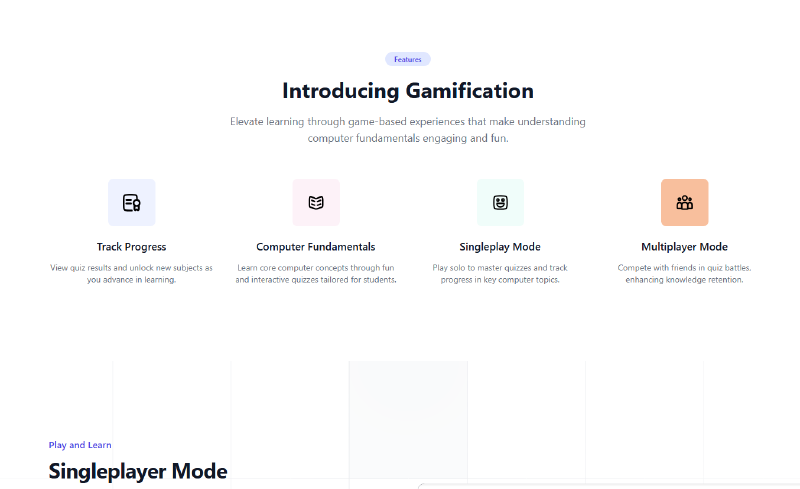 Features
Introducing Gamification
Elevate learning through game-based experiences that make understanding
computer fundamentals engaging and fun.
Track Progress
View quiz results and unlock new subjects as
you advance in learning.
Computer Fundamentals
Learn core computer concepts through fun
and interactive quizzes tailored for students.
Singleplay Mode
Play solo to master quizzes and track
progress in key computer topics.
Multiplayer Mode
Compete with friends in quiz battles,
enhancing knowledge retention.
Play and Learn
Singleplayer Mode